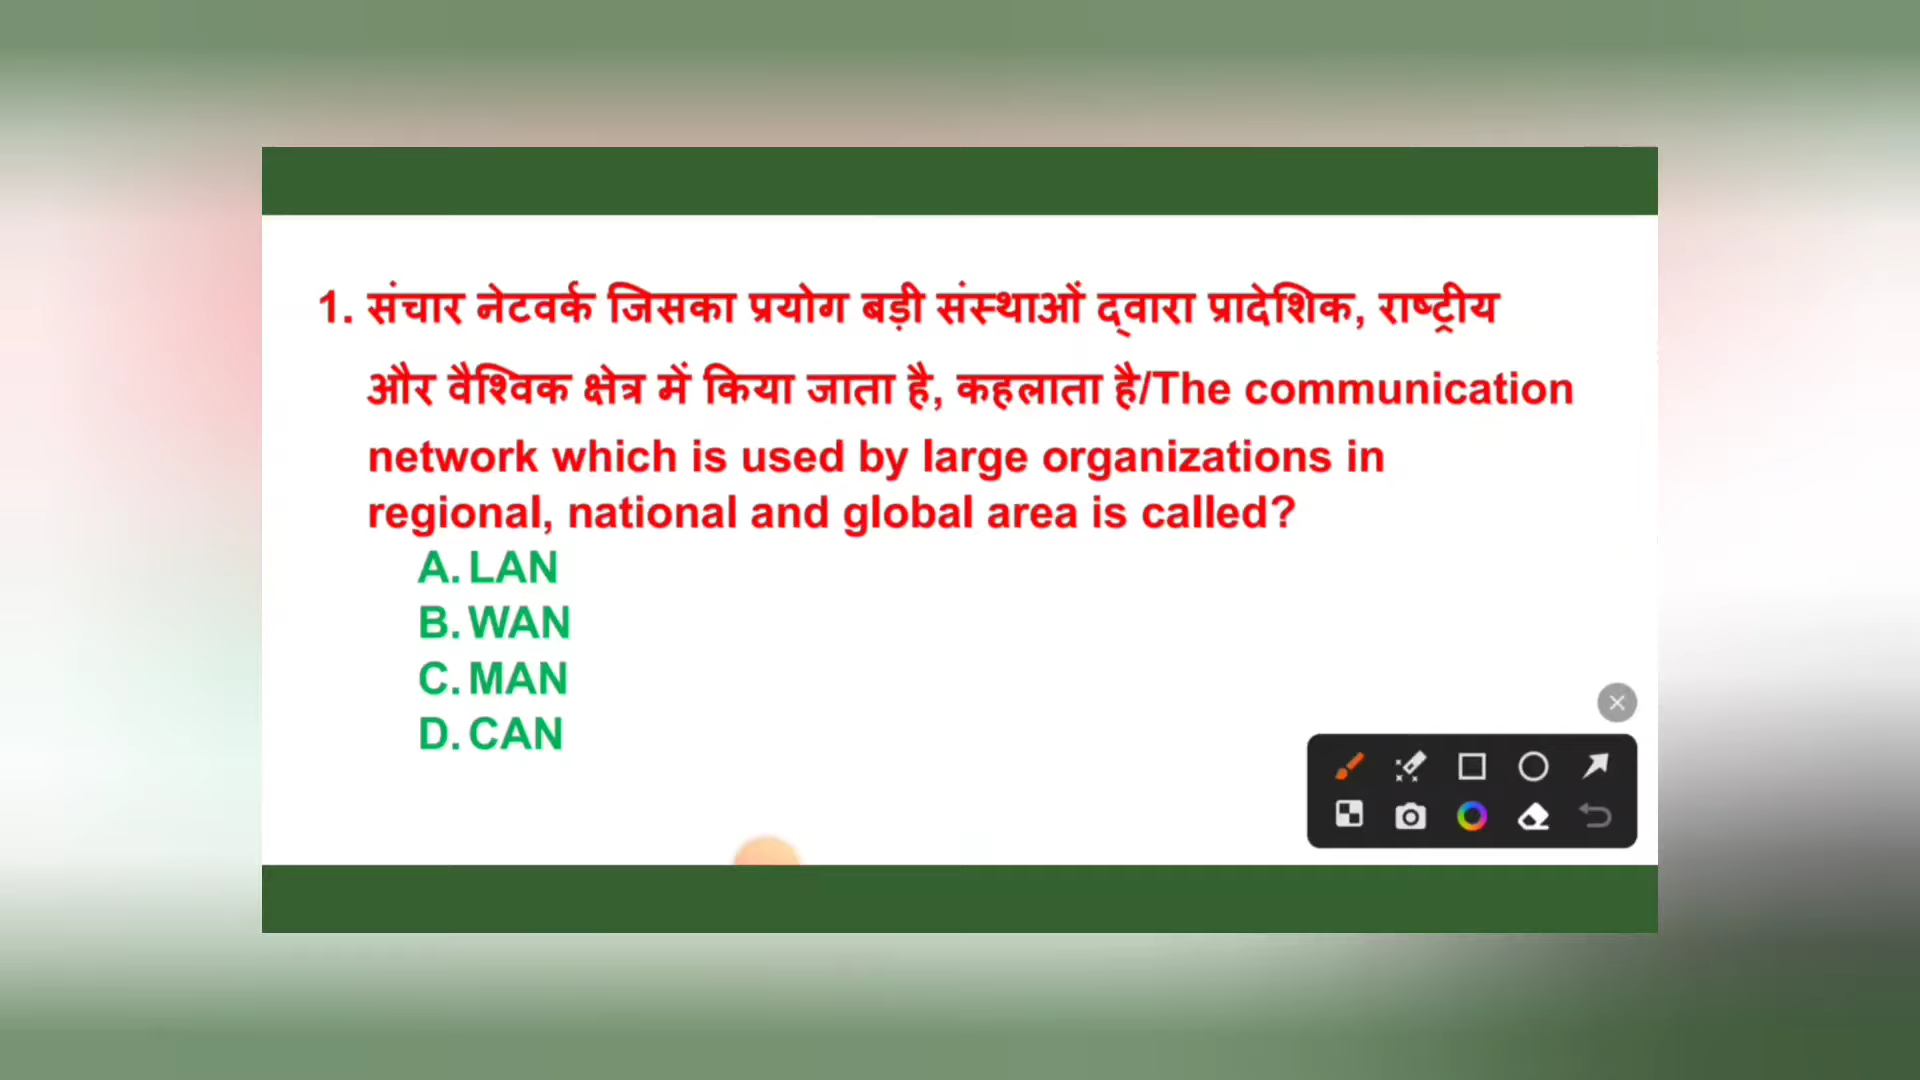 1. संचार नेटवर्क जिसका प्रयोग बड़ी संस्थाओं द्वारा प्रादेशिक, राष्ट्रीय
और वैश्विक क्षेत्र में किया जाता है, कहलाता है/The communication
network which is used by large organizations in
regional, national and global area is called?
A. LAN
B. WAN
C. MAN
D. CAN